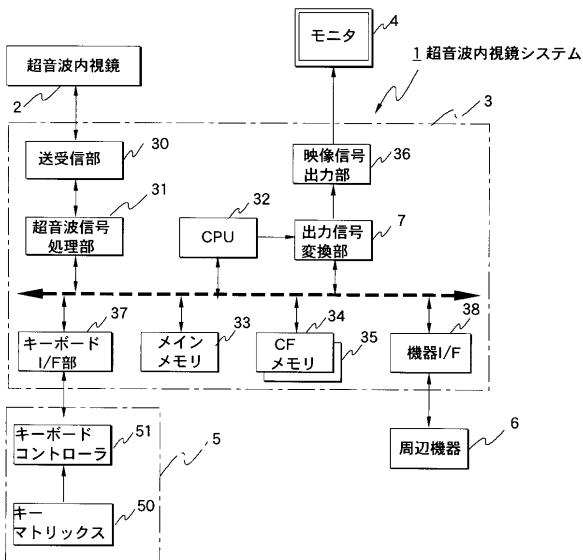 モニタ
4
超音波内視鏡
2
1 超音波内視鏡システム
3
送受信部
30
映像信号
出力部
36
31
超音波信号
処理部
32
CPU
出力信号
変換部
7
37
キーボード
I/F部
メイン
メモリ
33
34
CF
メモリ
35
38
機器I/F
キーボード
コントローラ
51
5
周辺機器
6
キー
マトリックス
50